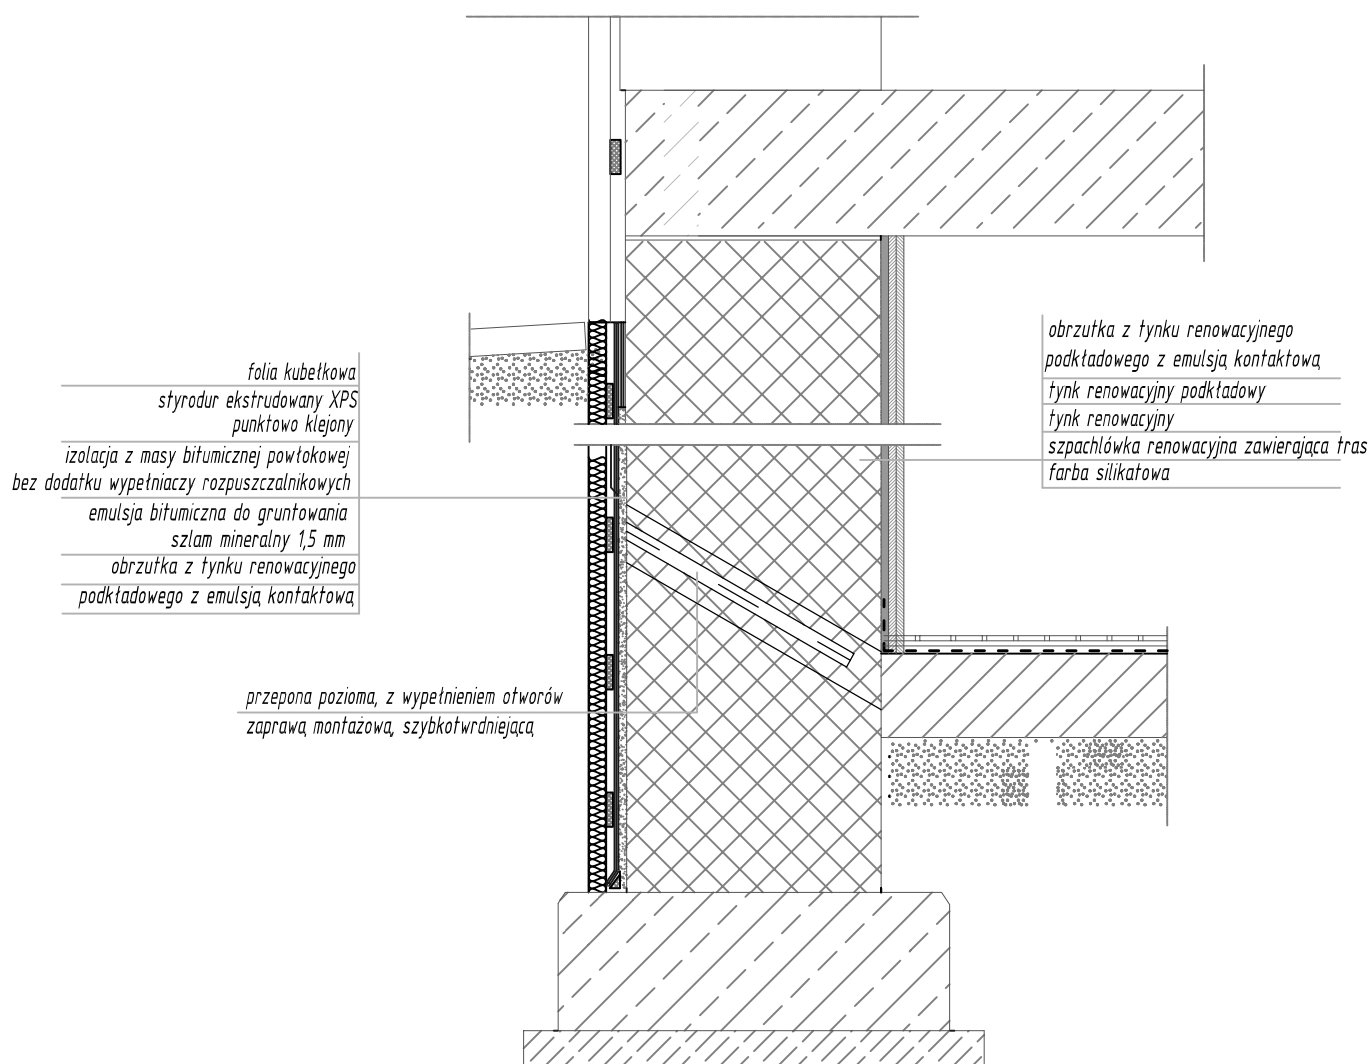 folia kubełkowa
styrodur ekstrudowany XPS
punktowo klejony
izolacja z masy bitumicznej powłokowej
bez dodatku wypełniaczy rozpuszczalnikowych
emulsja bitumiczna do gruntowania
szlam mineralny 1,5 mm
obrzutka z tynku renowacyjnego
podkładowego z emulsją kontaktową
obrzutka z tynku renowacyjnego
podkładowego z emulsją kontaktową
tynk renowacyjny podkładowy
tynk renowacyjny
szpachlówka renowacyjna zawierająca tras
farba silikatowa
przepona pozioma, z wypełnieniem otworów
zaprawą montażową, szybkotwrdniejącą